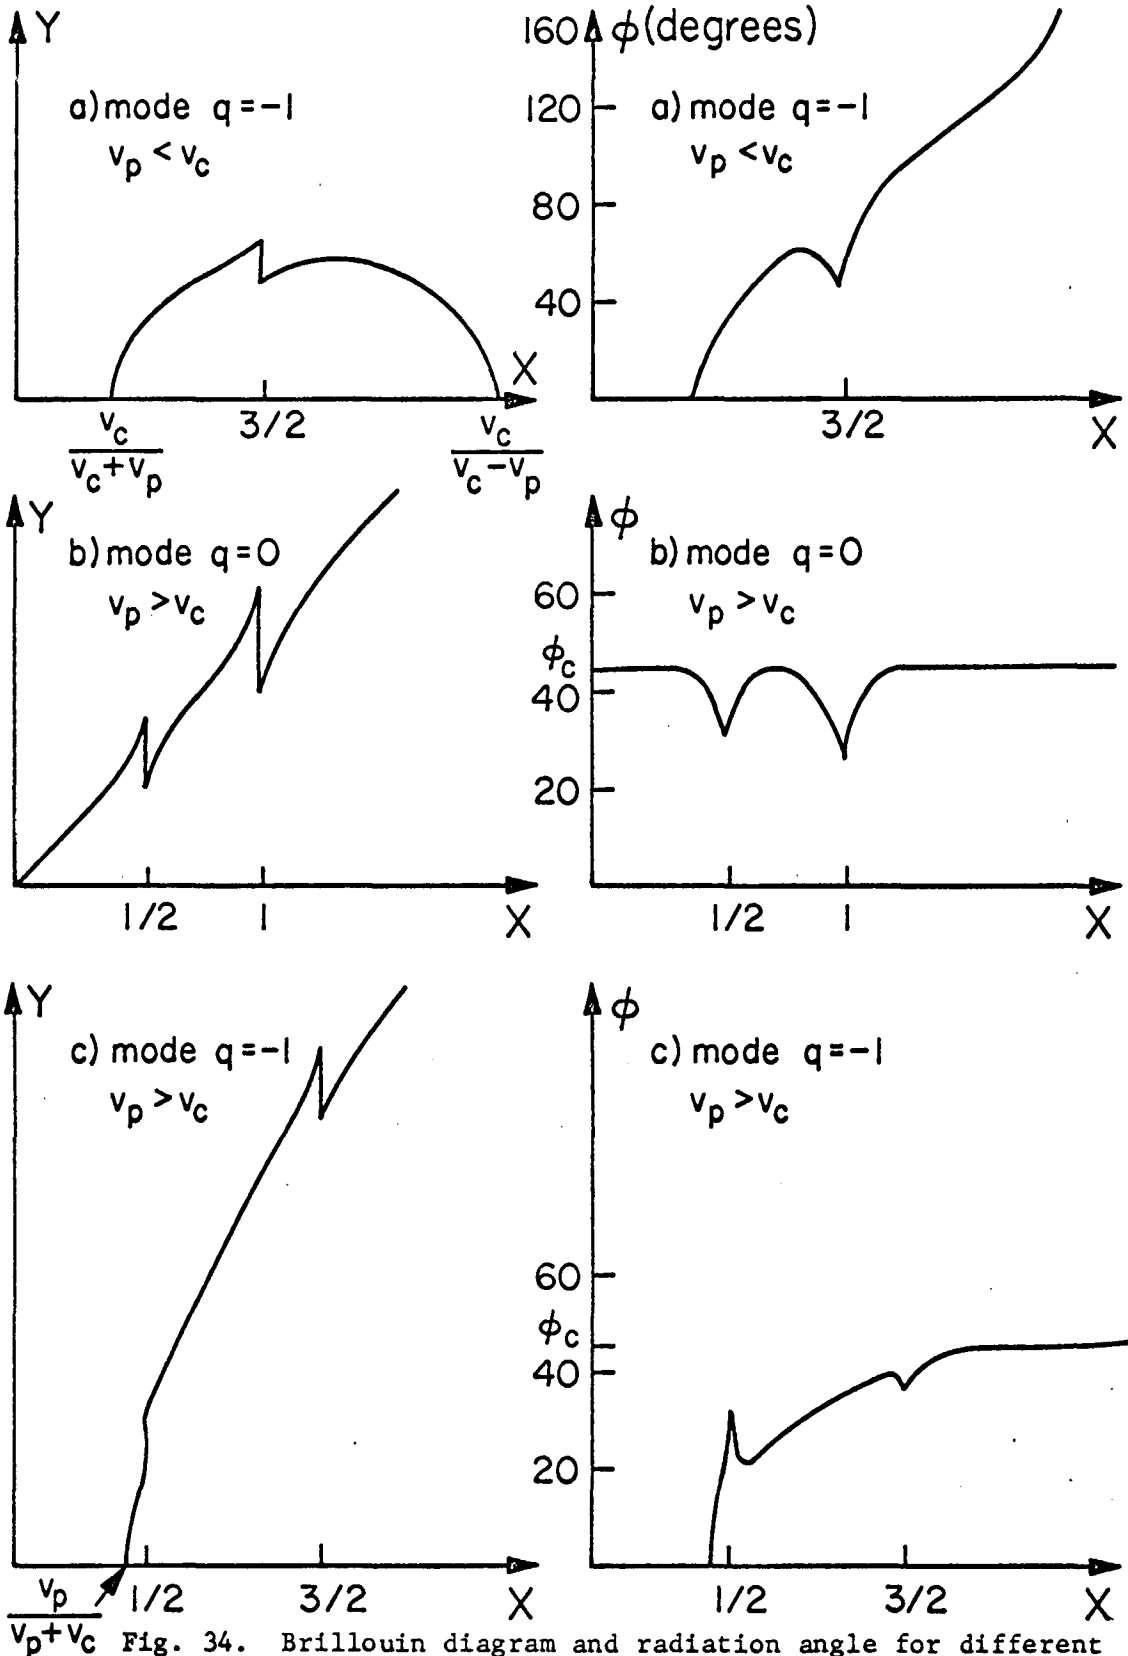 Y
a) mode q = -1
v_p < v_c
X
v_c / v_c + v_p
3/2
v_c / v_c - v_p
160 φ (degrees)
a) mode q = -1
120
v_p < v_c
80
40
3/2
X
Y
b) mode q = 0
v_p > v_c
1/2
1
X
φ
b) mode q = 0
60
v_p > v_c
φ_c
40
20
1/2
1
X
Y
c) mode q = -1
v_p > v_c
v_p / v_p + v_c
1/2
3/2
X
φ
c) mode q = -1
v_p > v_c
60
φ_c
40
20
1/2
3/2
X
Fig. 34. Brillouin diagram and radiation angle for different